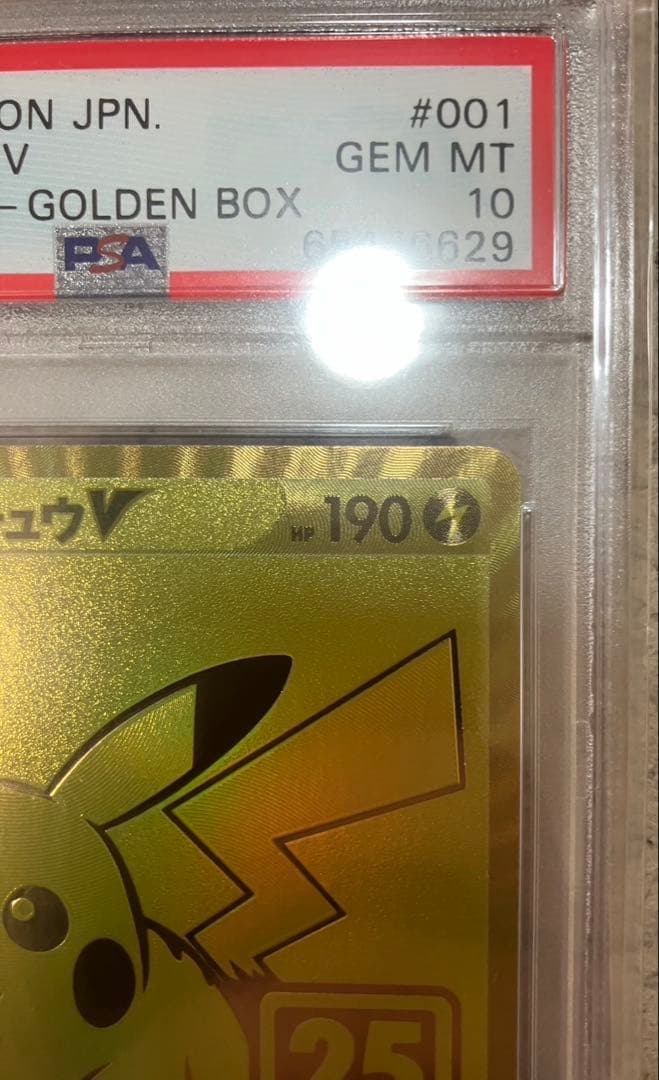 ON JPN. #001
V GEM MT
-GOLDEN BOX 10
PSA
ュウV HP 190
25